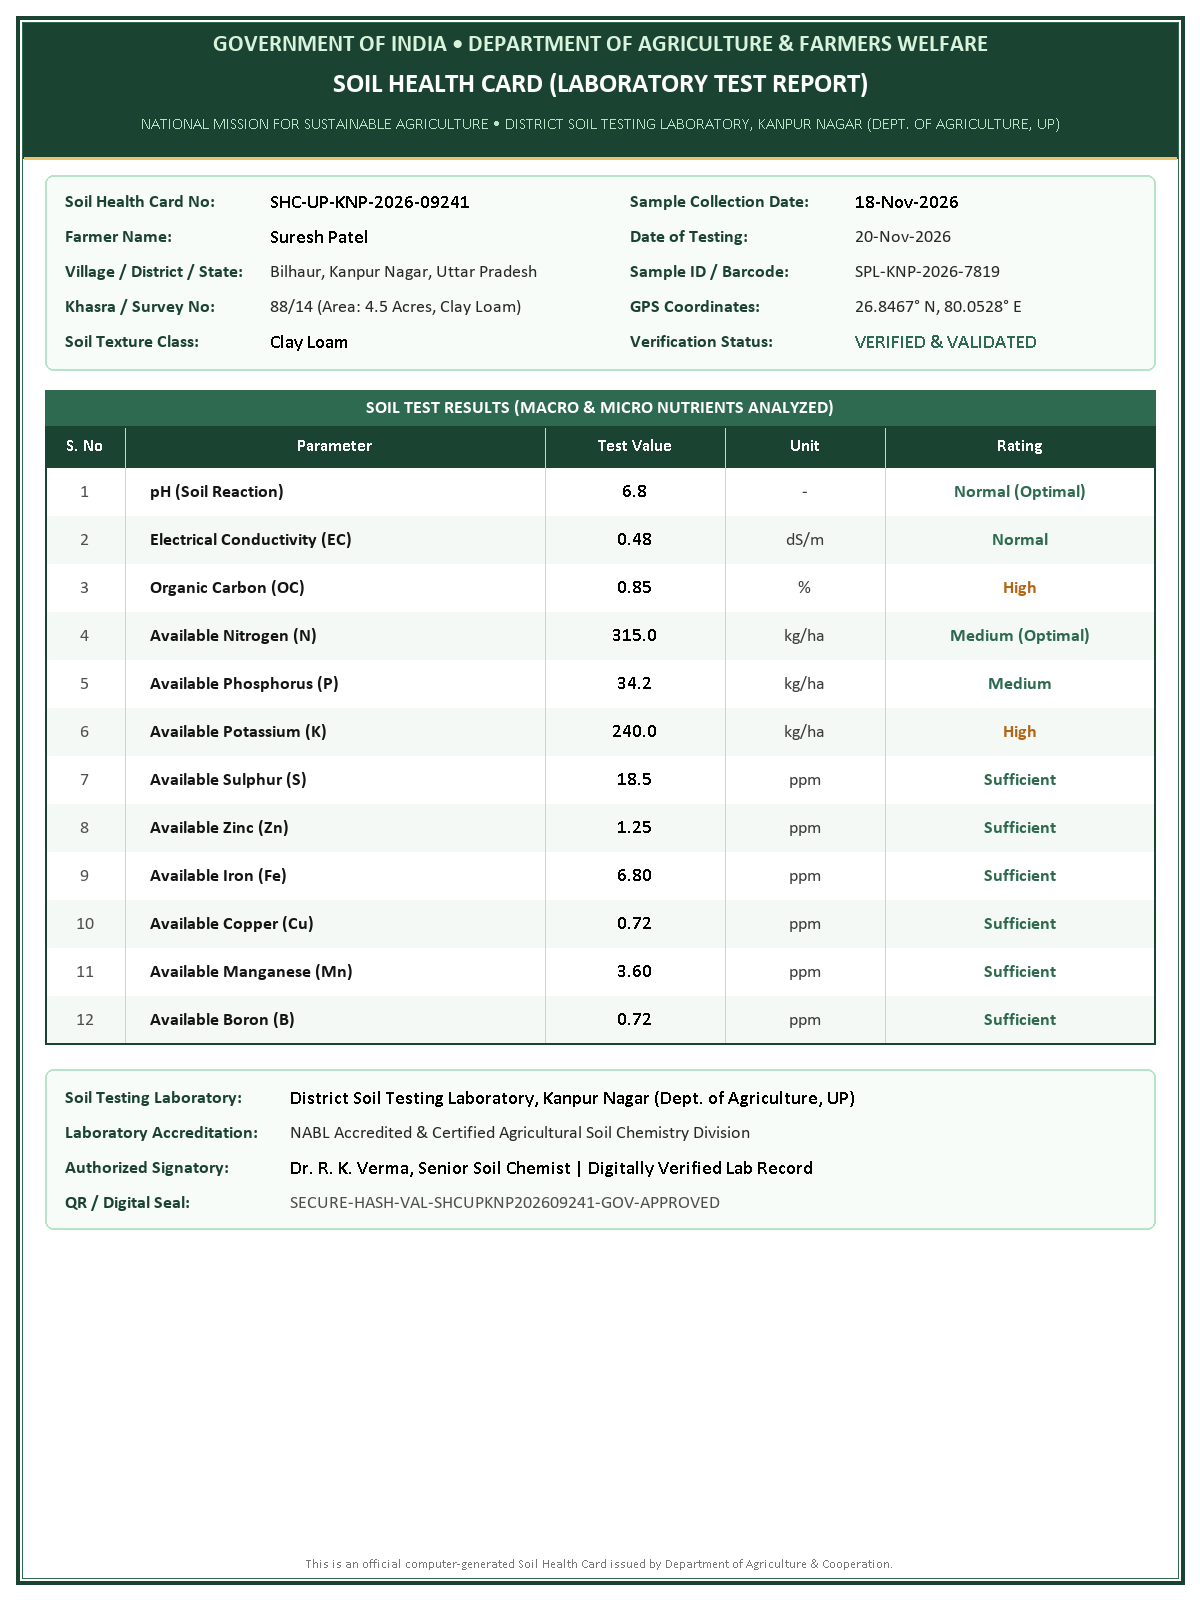 GOVERNMENT OF INDIA • DEPARTMENT OF AGRICULTURE & FARMERS WELFARE
SOIL HEALTH CARD (LABORATORY TEST REPORT)
NATIONAL MISSION FOR SUSTAINABLE AGRICULTURE • DISTRICT SOIL TESTING LABORATORY, KANPUR NAGAR (DEPT. OF AGRICULTURE, UP)
Soil Health Card No: SHC-UP-KNP-2026-09241 Sample Collection Date: 18-Nov-2026
Farmer Name: Suresh Patel Date of Testing: 20-Nov-2026
Village / District / State: Bilhaur, Kanpur Nagar, Uttar Pradesh Sample ID / Barcode: SPL-KNP-2026-7819
Khasra / Survey No: 88/14 (Area: 4.5 Acres, Clay Loam) GPS Coordinates: 26.8467° N, 80.0528° E
Soil Texture Class: Clay Loam Verification Status: VERIFIED & VALIDATED
SOIL TEST RESULTS (MACRO & MICRO NUTRIENTS ANALYZED)
S. No Parameter Test Value Unit Rating
1 pH (Soil Reaction) 6.8 - Normal (Optimal)
2 Electrical Conductivity (EC) 0.48 dS/m Normal
3 Organic Carbon (OC) 0.85 % High
4 Available Nitrogen (N) 315.0 kg/ha Medium (Optimal)
5 Available Phosphorus (P) 34.2 kg/ha Medium
6 Available Potassium (K) 240.0 kg/ha High
7 Available Sulphur (S) 18.5 ppm Sufficient
8 Available Zinc (Zn) 1.25 ppm Sufficient
9 Available Iron (Fe) 6.80 ppm Sufficient
10 Available Copper (Cu) 0.72 ppm Sufficient
11 Available Manganese (Mn) 3.60 ppm Sufficient
12 Available Boron (B) 0.72 ppm Sufficient
Soil Testing Laboratory: District Soil Testing Laboratory, Kanpur Nagar (Dept. of Agriculture, UP)
Laboratory Accreditation: NABL Accredited & Certified Agricultural Soil Chemistry Division
Authorized Signatory: Dr. R. K. Verma, Senior Soil Chemist | Digitally Verified Lab Record
QR / Digital Seal: SECURE-HASH-VAL-SHCUPKNP202609241-GOV-APPROVED
This is an official computer-generated Soil Health Card issued by Department of Agriculture & Cooperation.